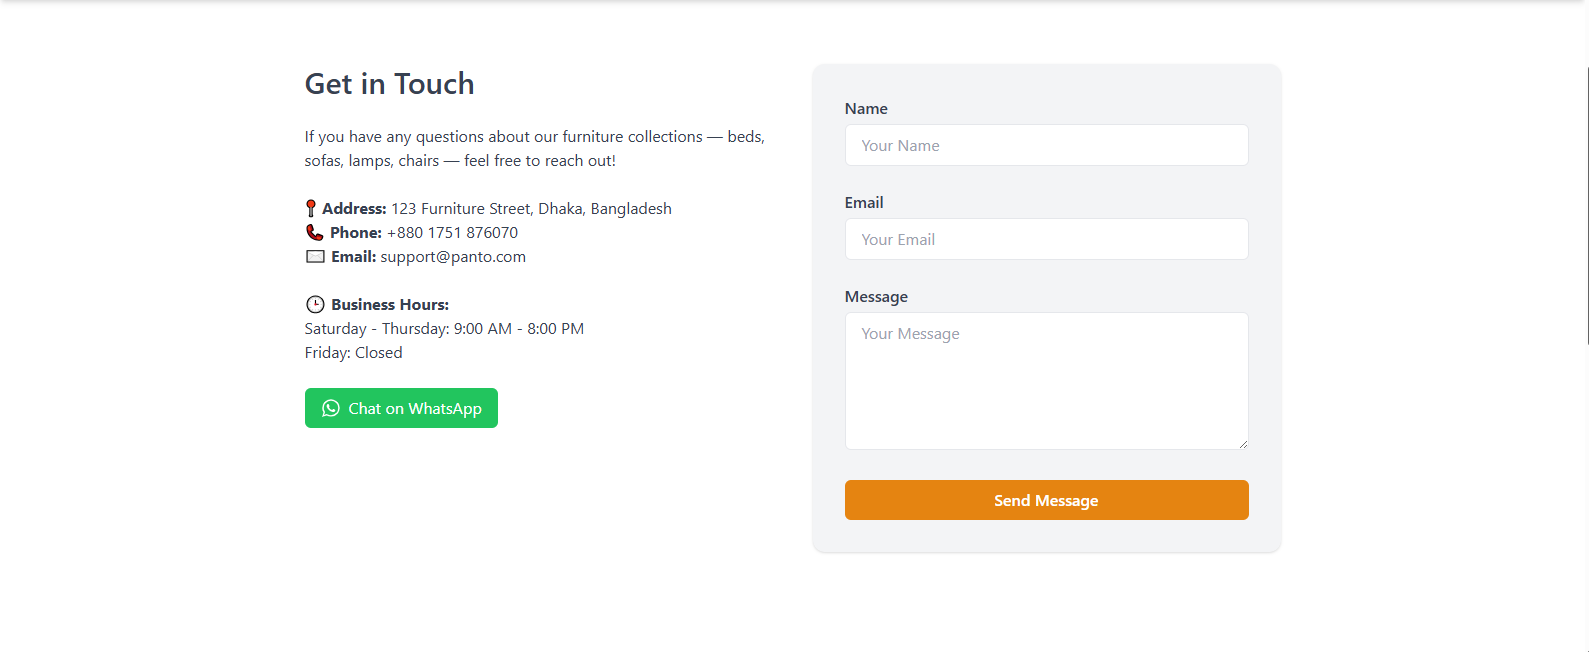 Get in Touch
If you have any questions about our furniture collections — beds,
sofas, lamps, chairs — feel free to reach out!
📍 Address: 123 Furniture Street, Dhaka, Bangladesh
📞 Phone: +880 1751 876070
✉️ Email: support@panto.com
🕒 Business Hours:
Saturday - Thursday: 9:00 AM - 8:00 PM
Friday: Closed
Chat on WhatsApp
Name
Your Name
Email
Your Email
Message
Your Message
Send Message